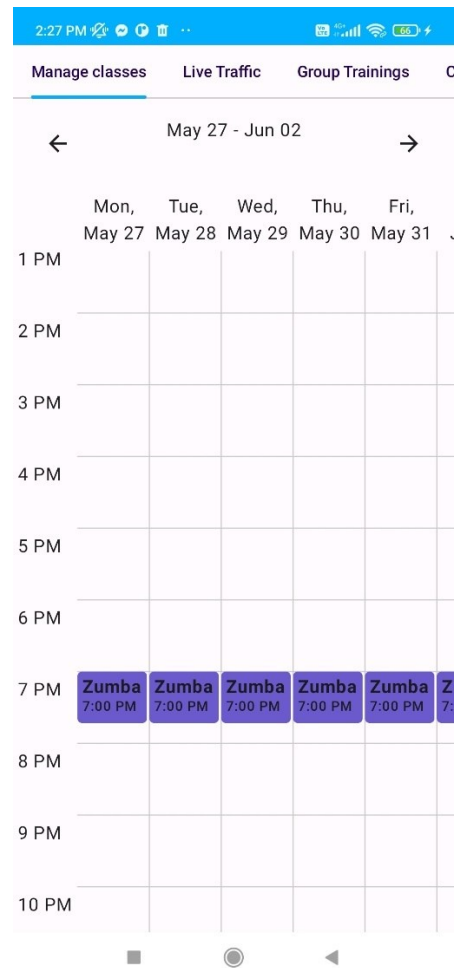 2:27 PM
66
Manage classes Live Traffic Group Trainings
May 27 - Jun 02
Mon, Tue, Wed, Thu, Fri,
May 27 May 28 May 29 May 30 May 31
1 PM
2 PM
3 PM
4 PM
5 PM
6 PM
7 PM Zumba Zumba Zumba Zumba Zumba Z
7:00 PM 7:00 PM 7:00 PM 7:00 PM 7:00 PM 7:
8 PM
9 PM
10 PM